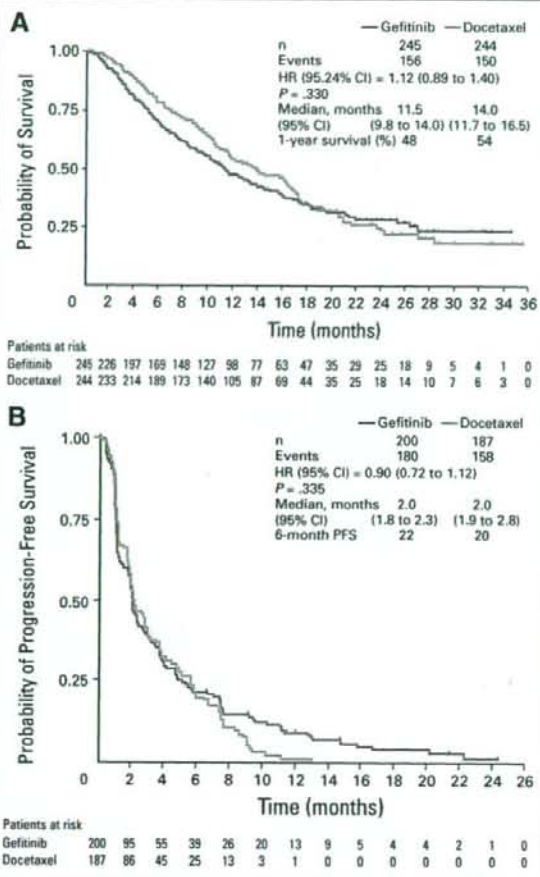 A
— Gefitinib — Docetaxel
n 245 244
Events 156 150
HR (95.24% CI) = 1.12 (0.89 to 1.40)
P = .330
Median, months 11.5 14.0
(95% CI) (9.8 to 14.0) (11.7 to 16.5)
1-year survival (%) 48 54
Probability of Survival
1.00
0.75
0.50
0.25
0 2 4 6 8 10 12 14 16 18 20 22 24 26 28 30 32 34 36
Time (months)
Patients at risk
Gefitinib 245 226 197 169 148 127 98 77 63 47 35 29 25 18 9 5 4 1 0
Docetaxel 244 233 214 189 173 140 105 87 69 44 35 25 18 14 10 7 6 3 0
B
— Gefitinib — Docetaxel
n 200 187
Events 180 158
HR (95% CI) = 0.90 (0.72 to 1.12)
P = .335
Median, months 2.0 2.0
(95% CI) (1.8 to 2.3) (1.9 to 2.8)
6-month PFS 22 20
Probability of Progression-Free Survival
1.00
0.75
0.50
0.25
0 2 4 6 8 10 12 14 16 18 20 22 24 26
Time (months)
Patients at risk
Gefitinib 200 95 55 39 26 20 13 9 5 4 4 2 1 0
Docetaxel 187 86 45 25 13 3 1 0 0 0 0 0 0 0